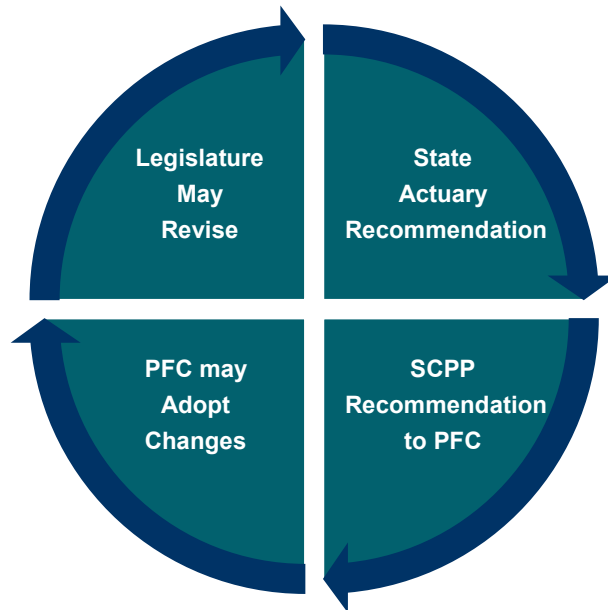 Legislature
May
Revise
State
Actuary
Recommendation
PFC may
Adopt
Changes
SCPP
Recommendation
to PFC